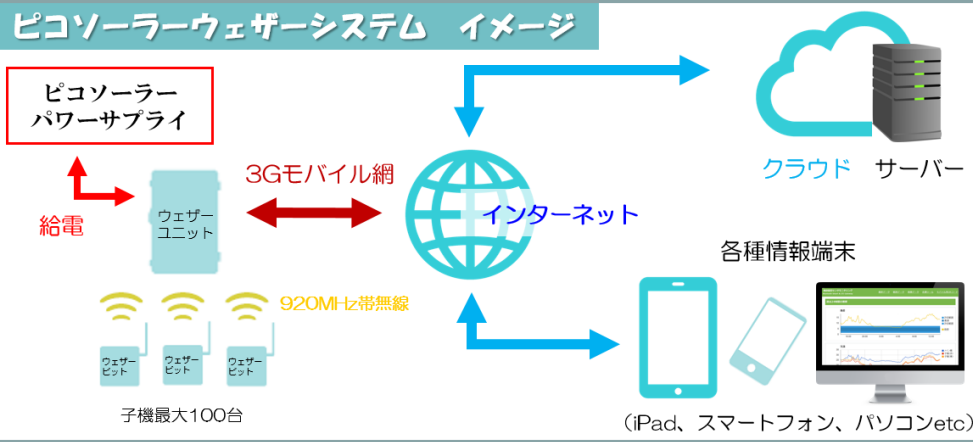 ピコソーラーウェザーシステム　イメージ
ピコソーラー
パワーサプライ
給電
ウェザー
ユニット
3Gモバイル網
インターネット
クラウド　サーバー
920MHz帯無線
ウェザー
ビット
ウェザー
ビット
ウェザー
ビット
子機最大100台
各種情報端末
（iPad、スマートフォン、パソコンetc）